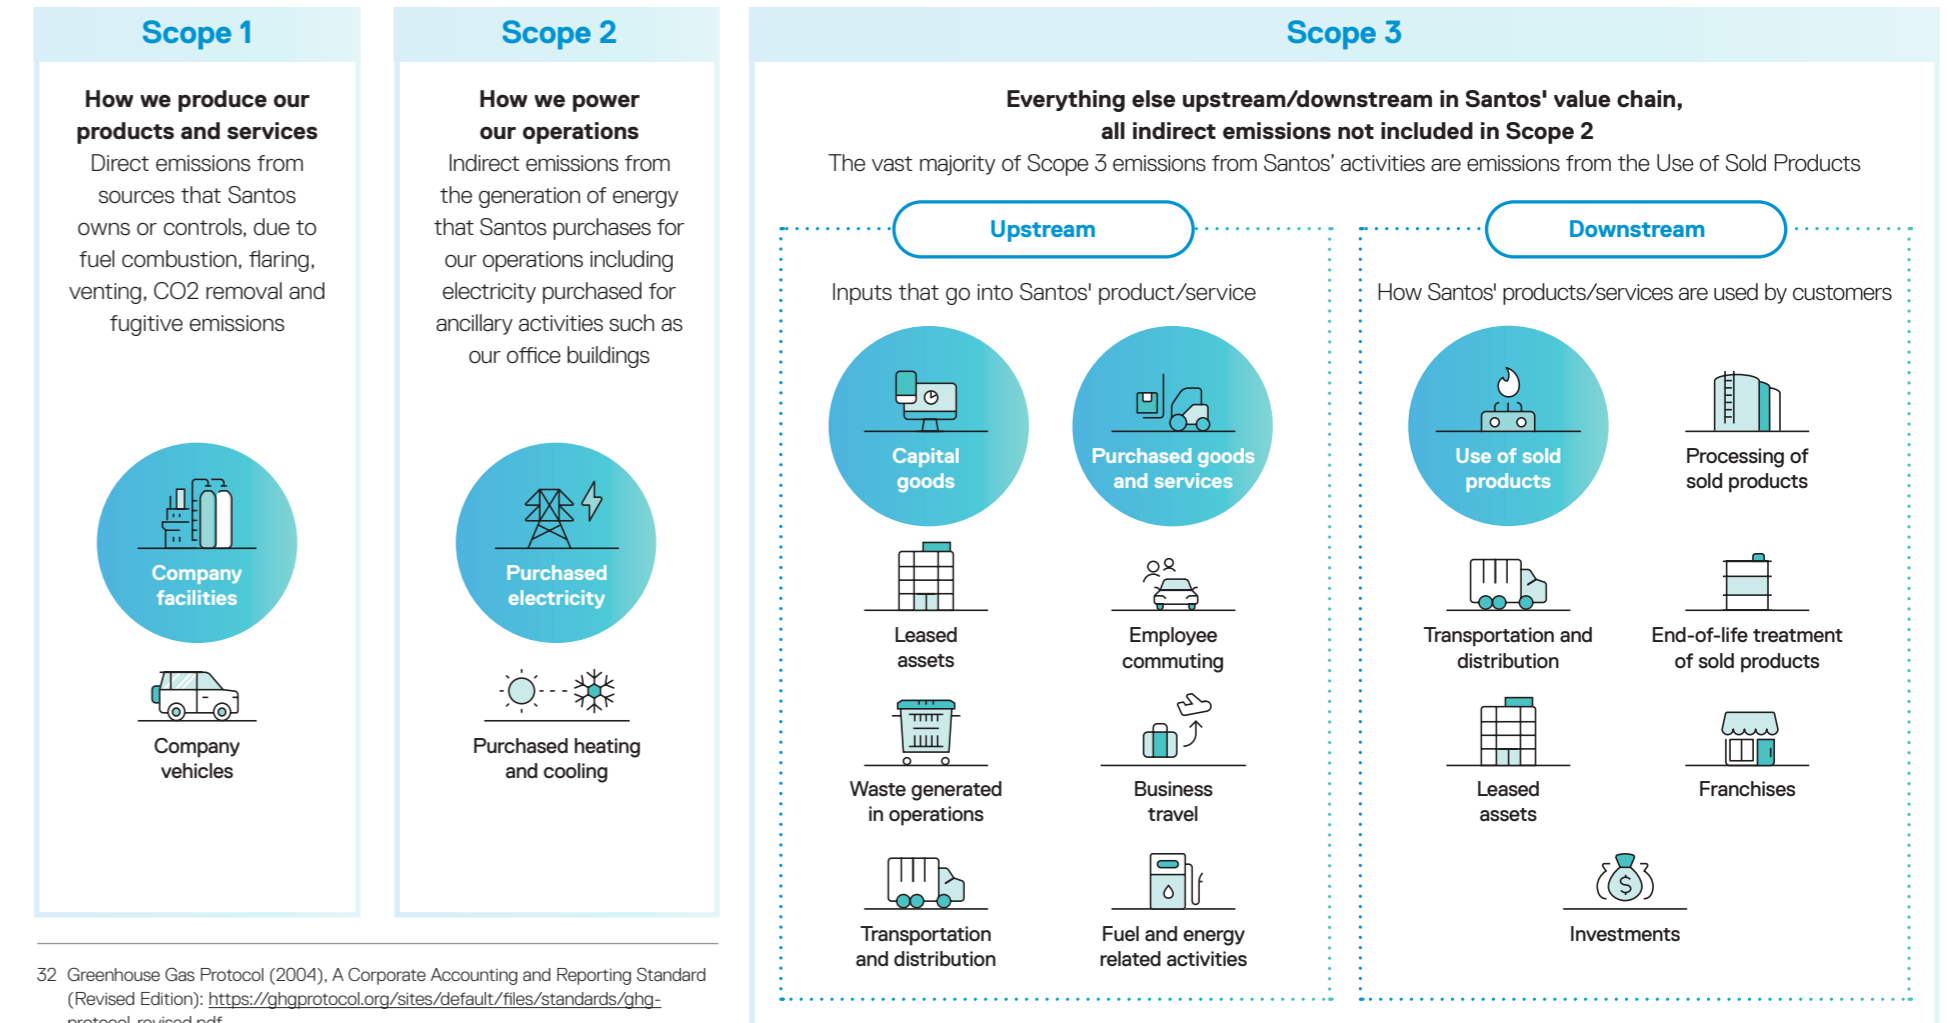 Scope 1
How we produce our
products and services
Direct emissions from
sources that Santos
owns or controls, due to
fuel combustion, flaring,
venting, CO2 removal and
fugitive emissions
Company
facilities
Company
vehicles
Scope 2
How we power
our operations
Indirect emissions from
the generation of energy
that Santos purchases for
our operations including
electricity purchased for
ancillary activities such as
our office buildings
Purchased
electricity
Purchased heating
and cooling
Scope 3
Everything else upstream/downstream in Santos' value chain,
all indirect emissions not included in Scope 2
The vast majority of Scope 3 emissions from Santos’ activities are emissions from the Use of Sold Products
Upstream
Inputs that go into Santos' product/service
Capital
goods
Purchased goods
and services
Leased
assets
Employee
commuting
Waste generated
in operations
Business
travel
Transportation
and distribution
Fuel and energy
related activities
Downstream
How Santos' products/services are used by customers
Use of sold
products
Processing of
sold products
Transportation and
distribution
End-of-life treatment
of sold products
Leased
assets
Franchises
$
Investments
32 Greenhouse Gas Protocol (2004), A Corporate Accounting and Reporting Standard
(Revised Edition): https://ghgprotocol.org/sites/default/files/standards/ghg-
protocol-revised.pdf